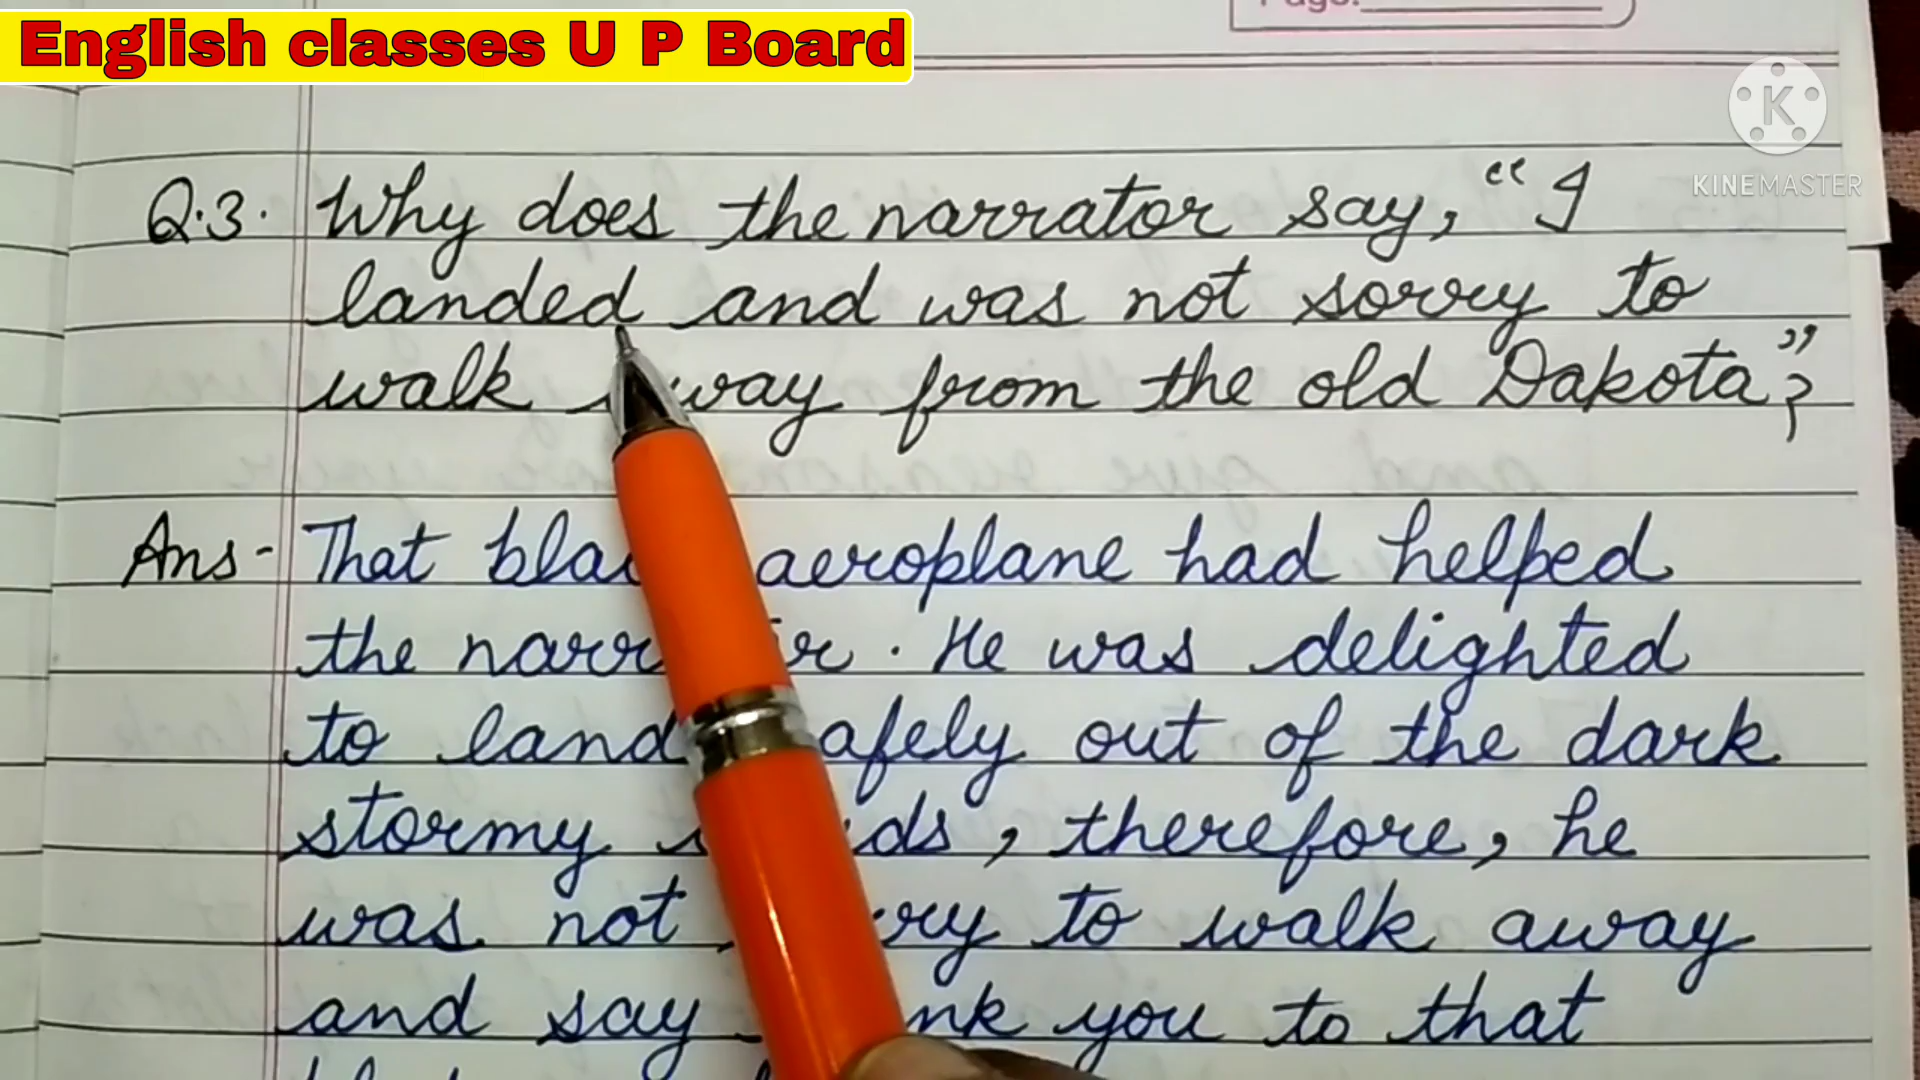 English classes U P Board
Page:
KINEMASTER
Q.3. Why does the narrator say, "I
landed and was not sorry to
walk away from the old Dakota"?
Ans- That aeroplane had helped
the . He was delighted
to land safely out of the dark
stormy , therefore, he
was not to walk away
and say you to that